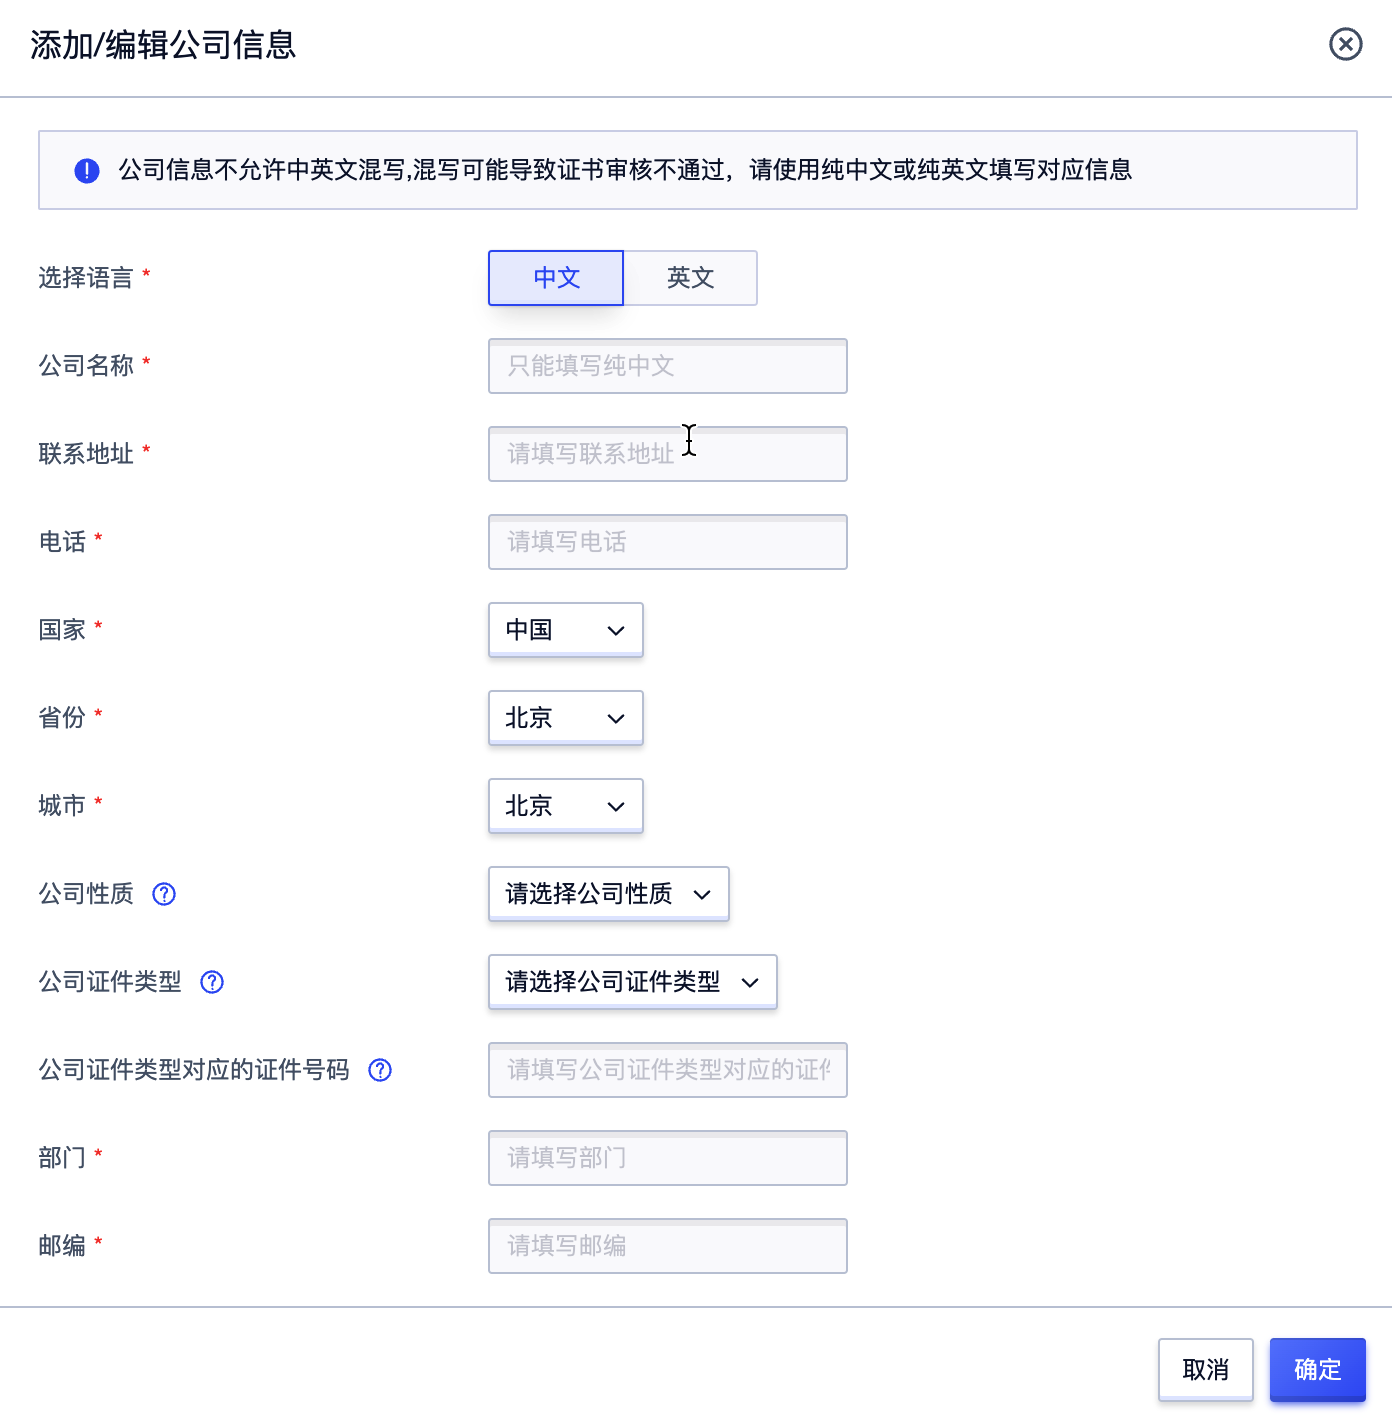 添加/编辑公司信息
公司信息不允许中英文混写,混写可能导致证书审核不通过，请使用纯中文或纯英文填写对应信息
选择语言 * 中文 英文
公司名称 * 只能填写纯中文
联系地址 * 请填写联系地址
电话 * 请填写电话
国家 * 中国
省份 * 北京
城市 * 北京
公司性质 请选择公司性质
公司证件类型 请选择公司证件类型
公司证件类型对应的证件号码 请填写公司证件类型对应的证件
部门 * 请填写部门
邮编 * 请填写邮编
取消 确定